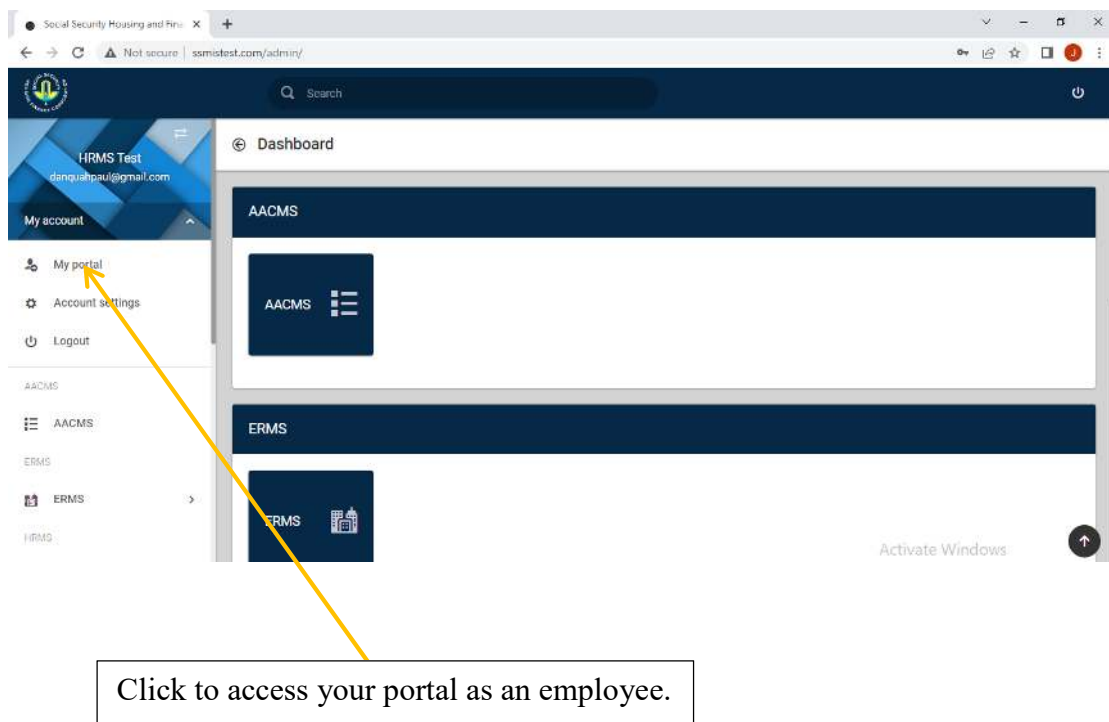 Social Security Housing and Fina
Not secure | ssmistest.com/admin/
Search
HRMS Test
danquahpaul@gmail.com
My account
My portal
Account settings
Logout
AACMS
AACMS
ERMS
ERMS
HRMS
Dashboard
AACMS
AACMS
ERMS
ERMS
Activate Windows
Click to access your portal as an employee.